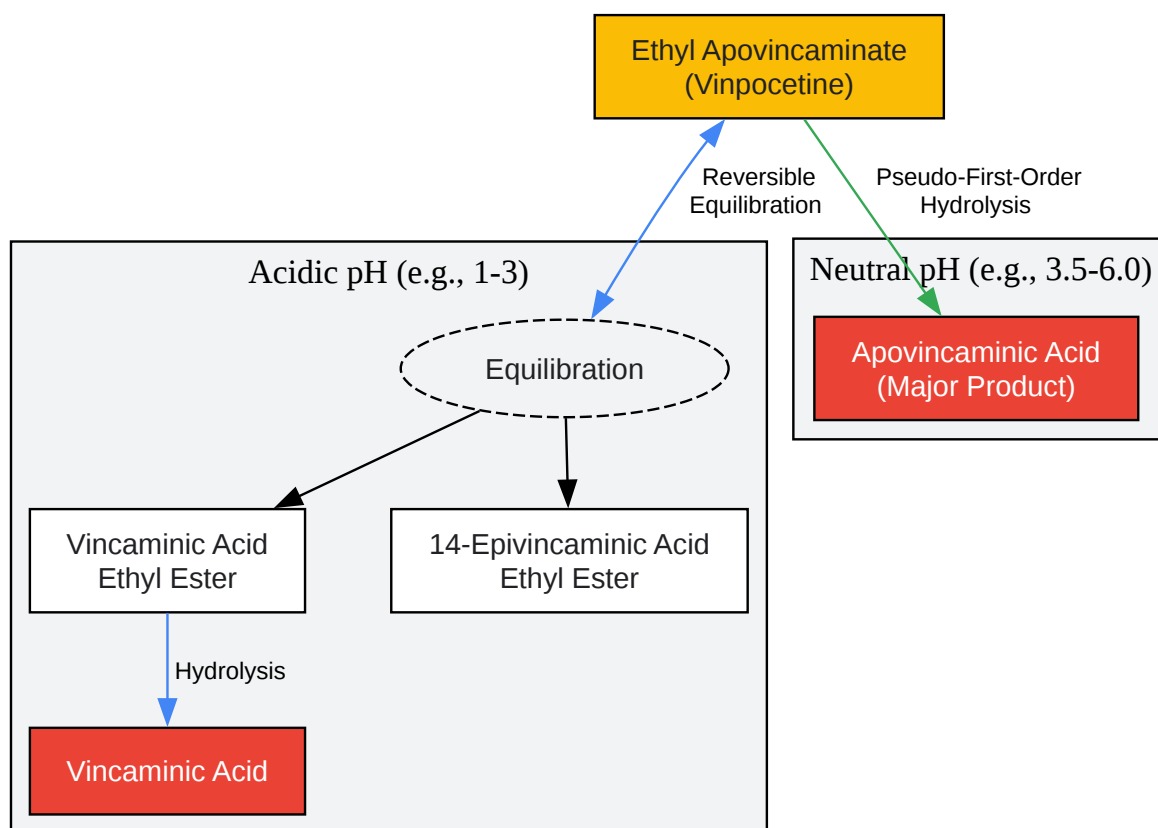 Ethyl Apovincaminate
(Vinpocetine)
Reversible
Equilibration
Pseudo-First-Order
Hydrolysis
Acidic pH (e.g., 1-3)
Neutral pH (e.g., 3.5-6.0)
Equilibration
Apovincaminic Acid
(Major Product)
Vincaminic Acid
Ethyl Ester
14-Epivincaminic Acid
Ethyl Ester
Hydrolysis
Vincaminic Acid